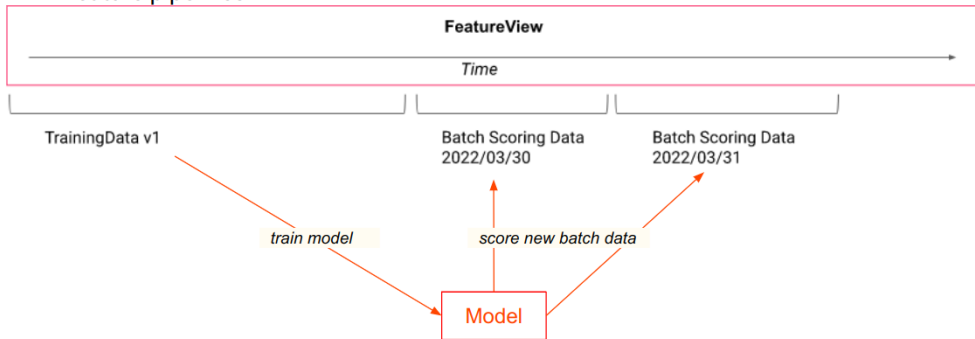 FeatureView
Time
TrainingData v1
Batch Scoring Data
2022/03/30
Batch Scoring Data
2022/03/31
train model
score new batch data
Model